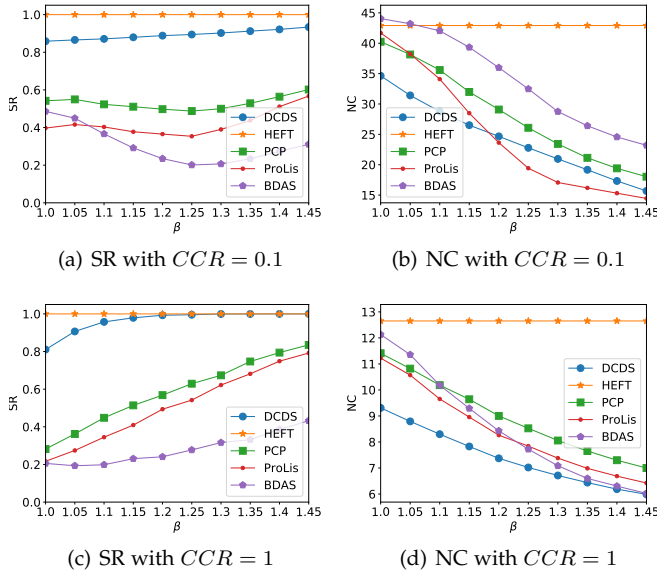 1.0
0.8
0.6
0.4
0.2
0.0
SR
1.0 1.05 1.1 1.15 1.2 1.25 1.3 1.35 1.4 1.45
β
DCDS
HEFT
PCP
ProLis
BDAS
(a) SR with CCR = 0.1
45
40
35
30
25
20
15
NC
1.0 1.05 1.1 1.15 1.2 1.25 1.3 1.35 1.4 1.45
β
DCDS
HEFT
PCP
ProLis
BDAS
(b) NC with CCR = 0.1
1.0
0.8
0.6
0.4
0.2
0.0
SR
1.0 1.05 1.1 1.15 1.2 1.25 1.3 1.35 1.4 1.45
β
DCDS
HEFT
PCP
ProLis
BDAS
(c) SR with CCR = 1
13
12
11
10
9
8
7
6
NC
1.0 1.05 1.1 1.15 1.2 1.25 1.3 1.35 1.4 1.45
β
DCDS
HEFT
PCP
ProLis
BDAS
(d) NC with CCR = 1